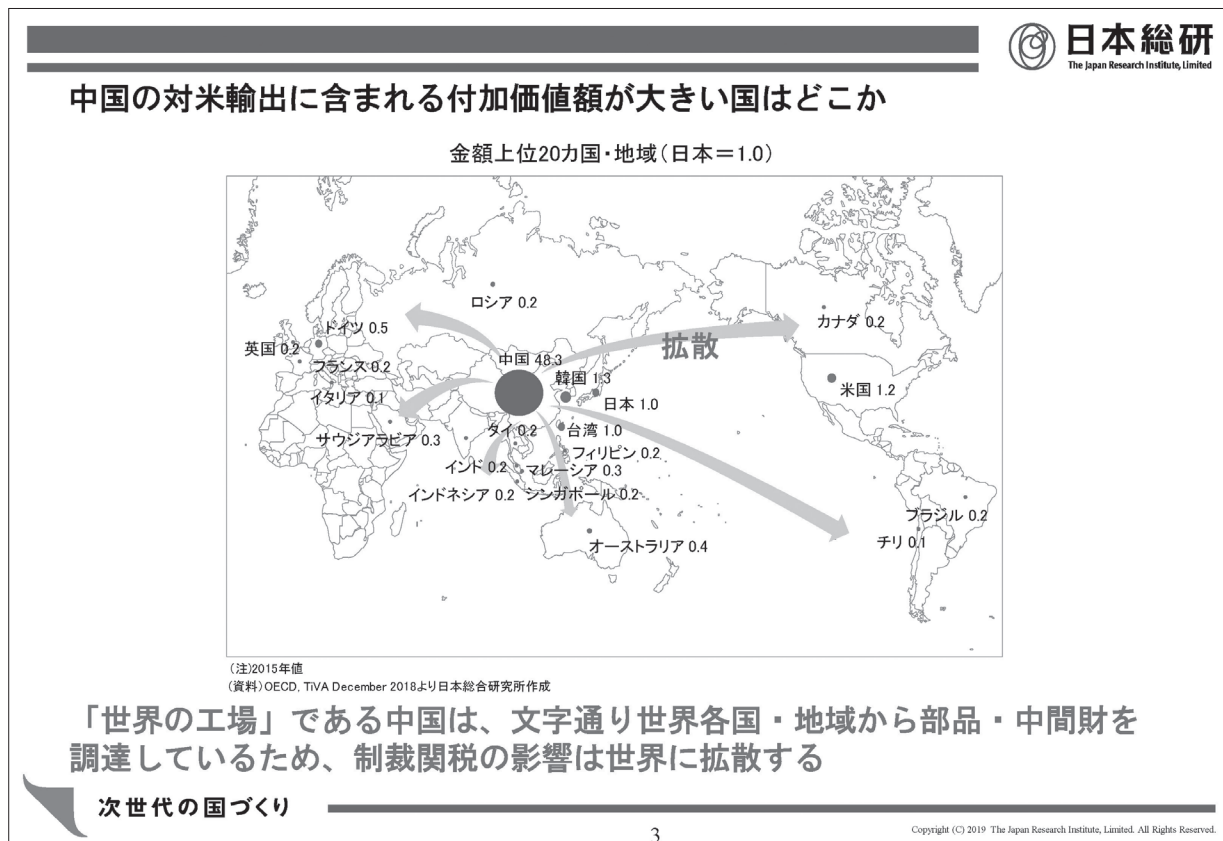 日本総研
The Japan Research Institute, Limited
中国の対米輸出に含まれる付加価値額が大きい国はどこか
金額上位20カ国・地域(日本=1.0)
ロシア 0.2
カナダ 0.2
ドイツ 0.5
英国 0.2
拡散
フランス 0.2
中国 48.3
韓国 1.3
米国 1.2
イタリア 0.1
日本 1.0
サウジアラビア 0.3
タイ 0.2
台湾 1.0
フィリピン 0.2
インド 0.2
マレーシア 0.3
インドネシア 0.2
シンガポール 0.2
ブラジル 0.2
オーストラリア 0.4
チリ 0.1
(注)2015年値
(資料)OECD, TiVA December 2018より日本総合研究所作成
「世界の工場」である中国は、文字通り世界各国・地域から部品・中間財を
調達しているため、制裁関税の影響は世界に拡散する
次世代の国づくり
3
Copyright (C) 2019 The Japan Research Institute, Limited. All Rights Reserved.